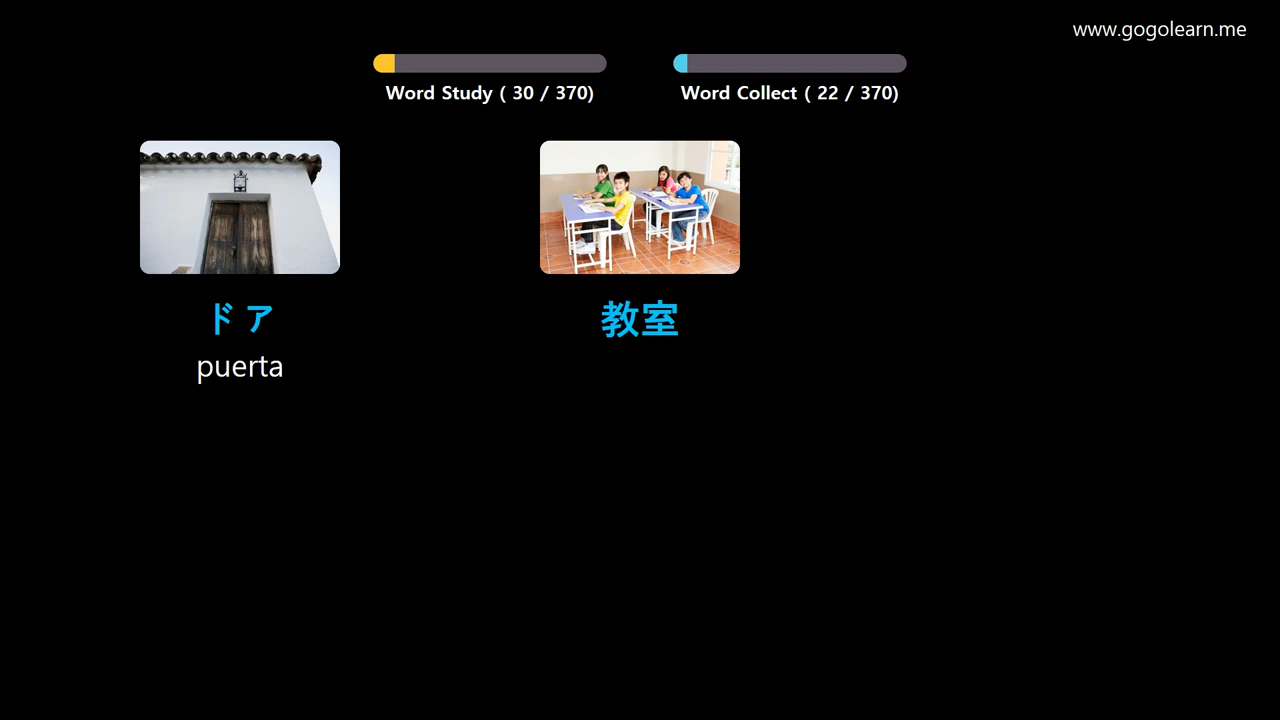 www.gogolearn.me
Word Study ( 30 / 370)
Word Collect ( 22 / 370)
ドア
教室
puerta